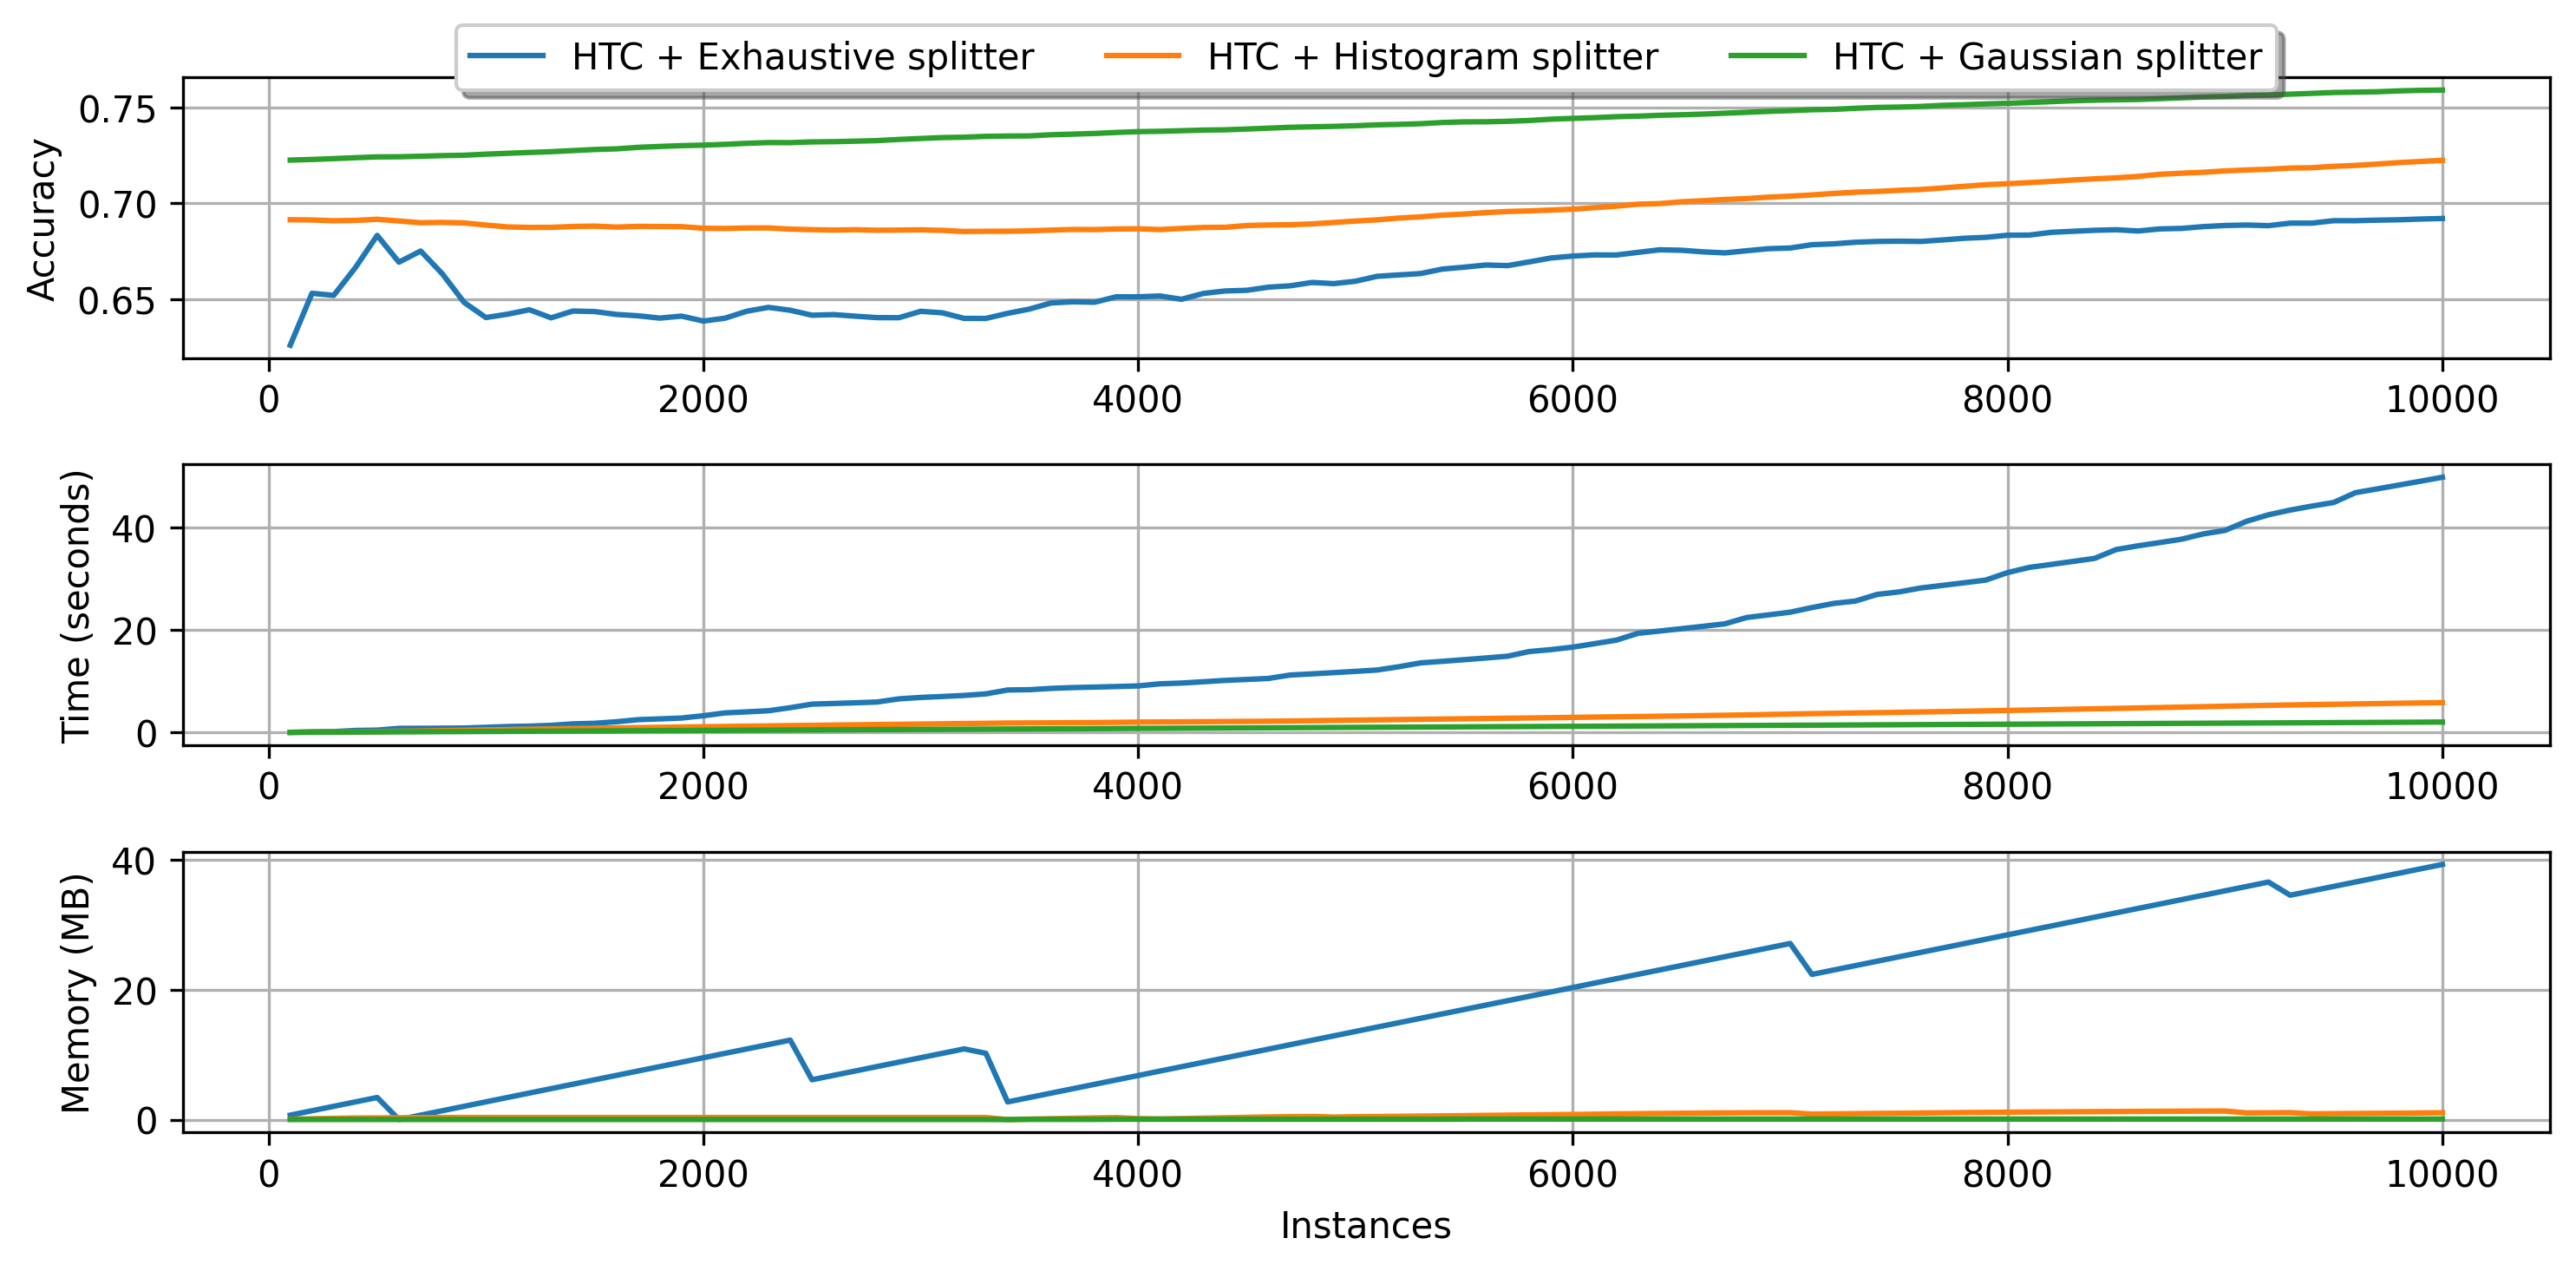 HTC + Exhaustive splitter HTC + Histogram splitter HTC + Gaussian splitter
Accuracy
0.75
0.70
0.65
0 2000 4000 6000 8000 10000
Time (seconds)
40
20
0
0 2000 4000 6000 8000 10000
Memory (MB)
40
20
0
0 2000 4000 6000 8000 10000
Instances